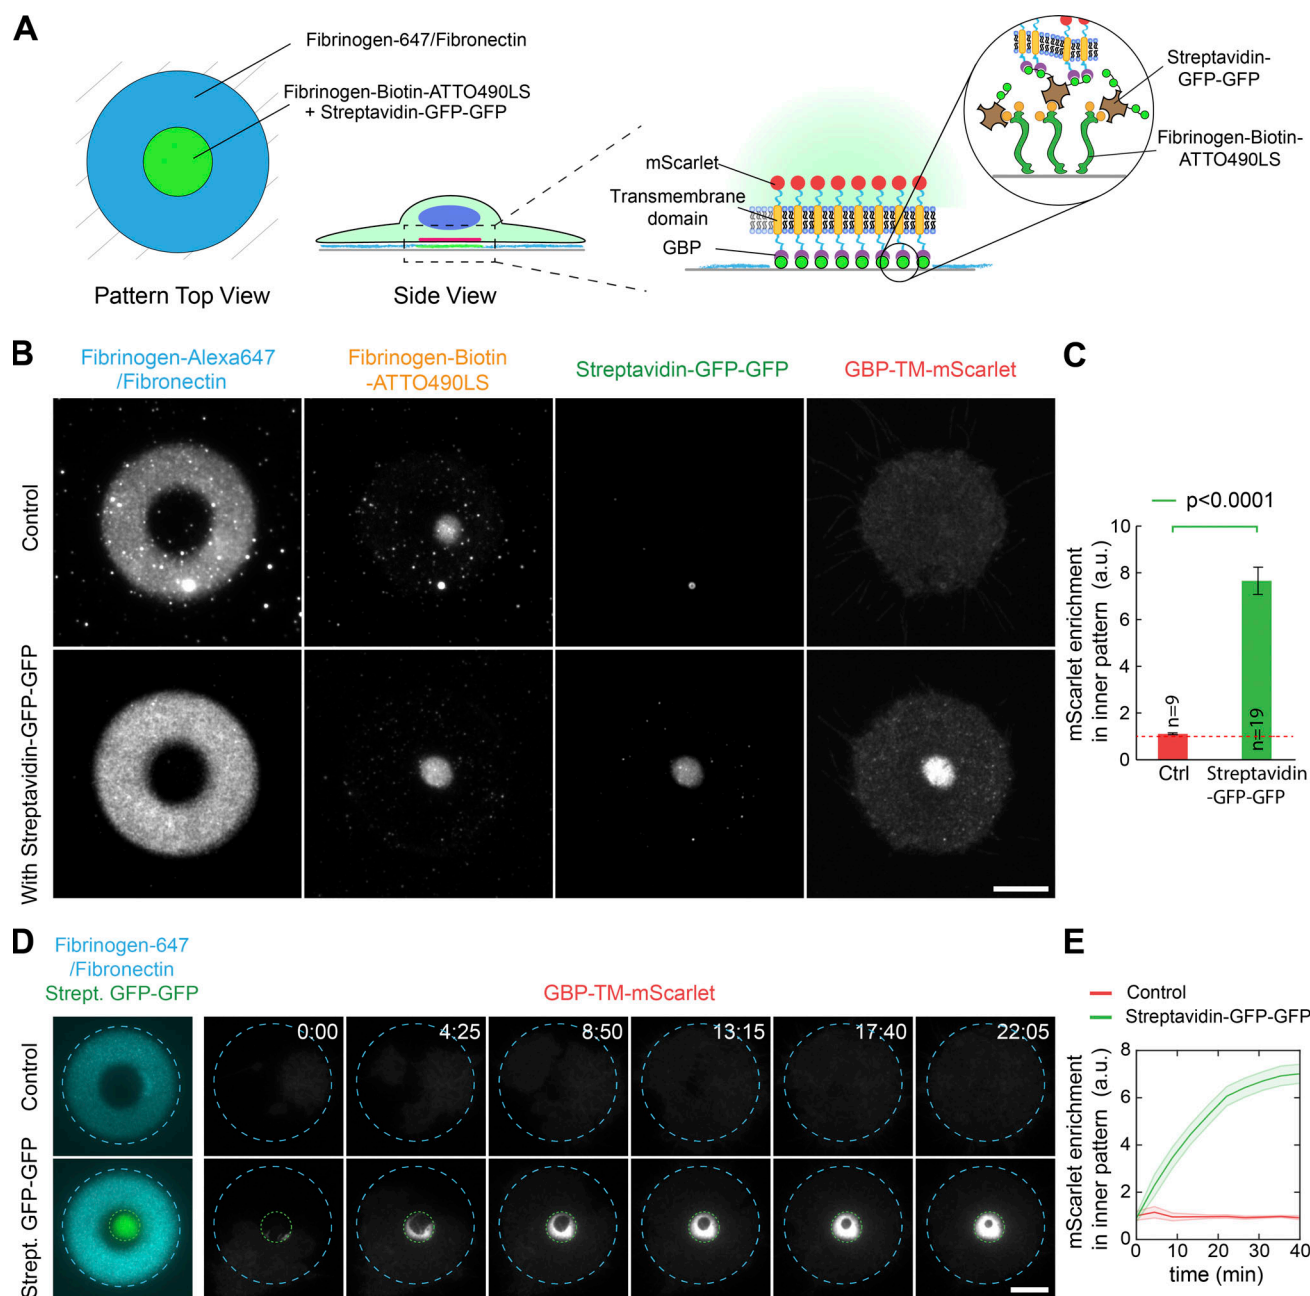 A
Fibrinogen-647/Fibronectin
Fibrinogen-Biotin-ATTO490LS
+ Streptavidin-GFP-GFP
Pattern Top View
Side View
mScarlet
Transmembrane
domain
GBP
Streptavidin-
GFP-GFP
Fibrinogen-Biotin-
ATTO490LS
B
Fibrinogen-Alexa647
/Fibronectin
Fibrinogen-Biotin
-ATTO490LS
Streptavidin-GFP-GFP
GBP-TM-mScarlet
Control
With Streptavidin-GFP-GFP
C
p<0.0001
mScarlet enrichment
in inner pattern (a.u.)
10
8
6
4
2
0
n=9
n=19
Ctrl
Streptavidin
-GFP-GFP
D
Fibrinogen-647
/Fibronectin
Strept. GFP-GFP
GBP-TM-mScarlet
Control
0:00
4:25
8:50
13:15
17:40
22:05
Strept. GFP-GFP
E
Control
Streptavidin-GFP-GFP
mScarlet enrichment
in inner pattern (a.u.)
8
6
4
2
0
0
10
20
30
40
time (min)